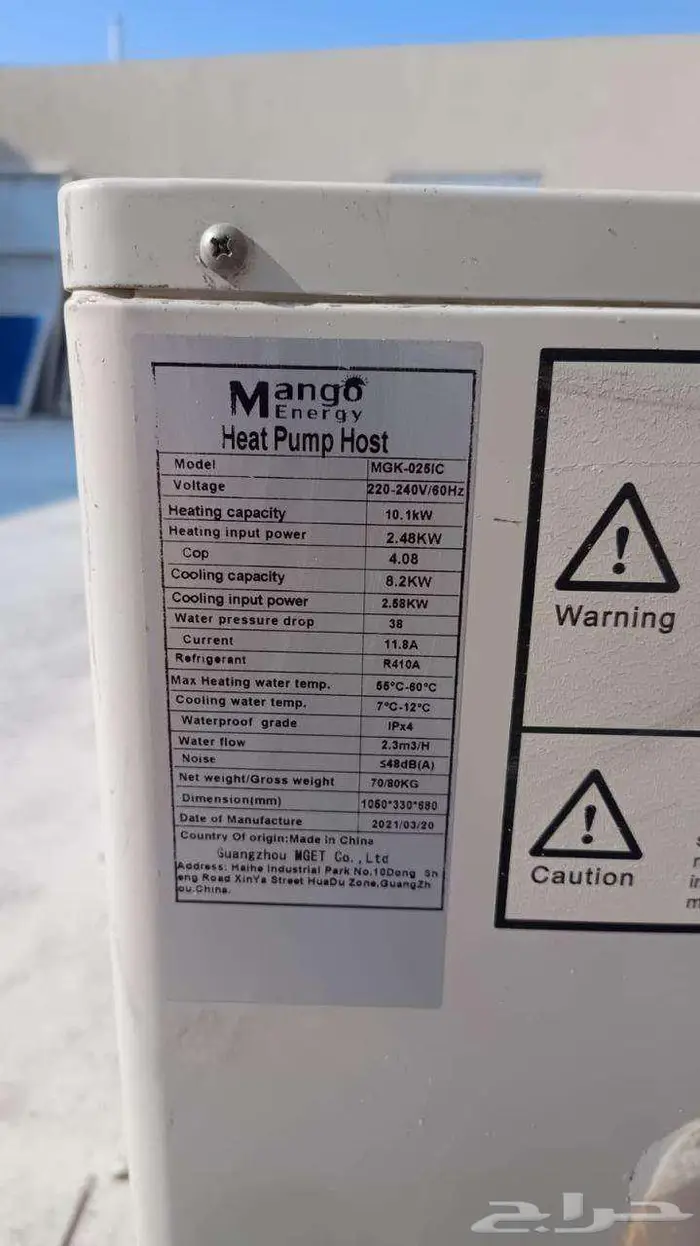 Mango
Energy
Heat Pump Host
Model MGK-025IC
Voltage 220-240V/60Hz
Heating capacity 10.1kW
Heating input power 2.48KW
Cop 4.08
Cooling capacity 8.2KW
Cooling input power 2.58KW
Water pressure drop 38
Current 11.8A
Refrigerant R410A
Max Heating water temp. 55°C-60°C
Cooling water temp. 7°C-12°C
Waterproof grade IPx4
Water flow 2.3m3/H
Noise ≤48dB(A)
Net weight/Gross weight 70/80KG
Dimension(mm) 1050*330*680
Date of Manufacture 2021/03/20
Country Of origin:Made in China
Guangzhou MGET Co.,Ltd
Address: Haihe Industrial Park No.10Dong Sh
eng Road XinYa Street HuaDu Zone,GuangZh
ou.China.
Warning
Caution
حراج